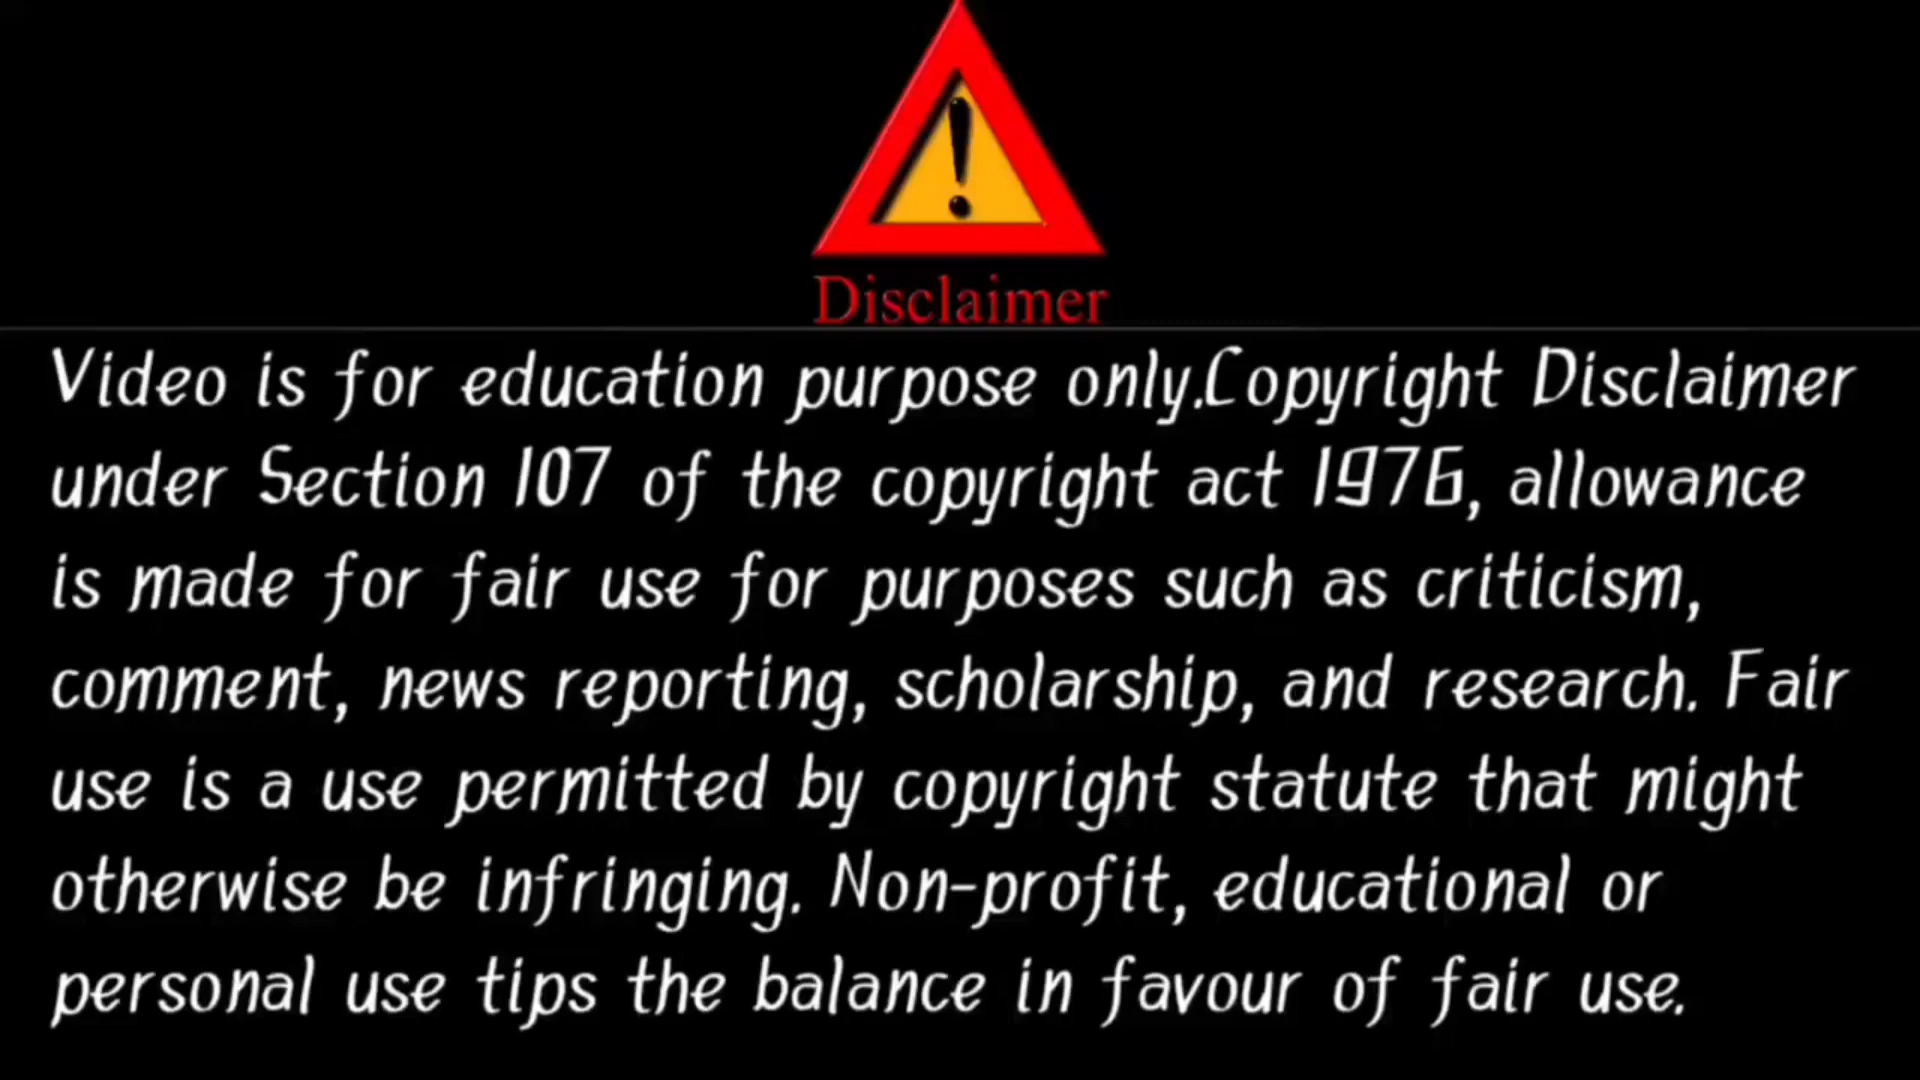 Disclaimer
Video is for education purpose only.Copyright Disclaimer
under Section 107 of the copyright act 1976, allowance
is made for fair use for purposes such as criticism,
comment, news reporting, scholarship, and research. Fair
use is a use permitted by copyright statute that might
otherwise be infringing. Non-profit, educational or
personal use tips the balance in favour of fair use.